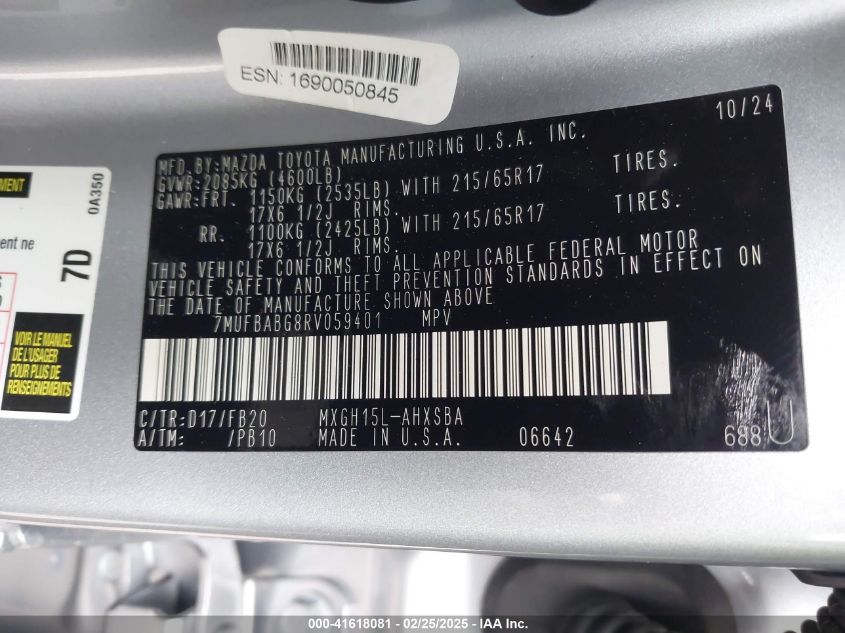 ESN: 1690050845
10/24
MFD. BY: MAZDA TOYOTA MANUFACTURING U.S.A. INC.
GVWR: 2085KG (4600LB)
GAWR: FRT. 1150KG (2535LB) WITH 215/65R17 TIRES.
17X6 1/2J RIMS.
RR. 1100KG (2425LB) WITH 215/65R17 TIRES.
17X6 1/2J RIMS.
THIS VEHICLE CONFORMS TO ALL APPLICABLE FEDERAL MOTOR
VEHICLE SAFETY AND THEFT PREVENTION STANDARDS IN EFFECT ON
THE DATE OF MANUFACTURE SHOWN ABOVE
7MUFBABG8RV059401 MPV
C/TR: D17/FB20 MXGH15L-AHXSBA
A/TM: /PB10 MADE IN U.S.A. 06642 688 U
0A350
7D
ent ne
VOIR LE MANUEL
DE L'USAGER
POUR PLUS DE
RENSEIGNEMENTS
000-41618081 - 02/25/2025 - IAA Inc.